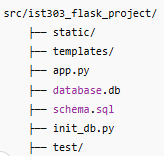 src/ist303_flask_project/
├── static/
├── templates/
├── app.py
├── database.db
├── schema.sql
├── init_db.py
├── test/